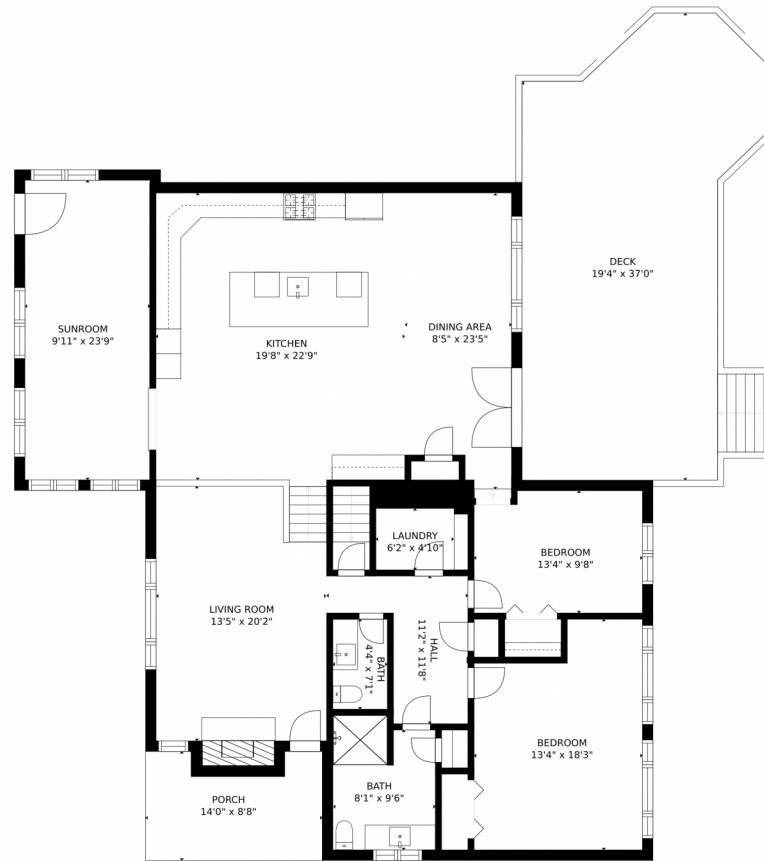 DECK
19'4" x 37'0"
SUNROOM
9'11" x 23'9"
KITCHEN
19'8" x 22'9"
DINING AREA
8'5" x 23'5"
LAUNDRY
6'2" x 4'10"
BEDROOM
13'4" x 9'8"
LIVING ROOM
13'5" x 20'2"
BATH
4'4" x 7'1"
HALL
11'2" x 11'8"
BEDROOM
13'4" x 18'3"
PORCH
14'0" x 8'8"
BATH
8'1" x 9'6"